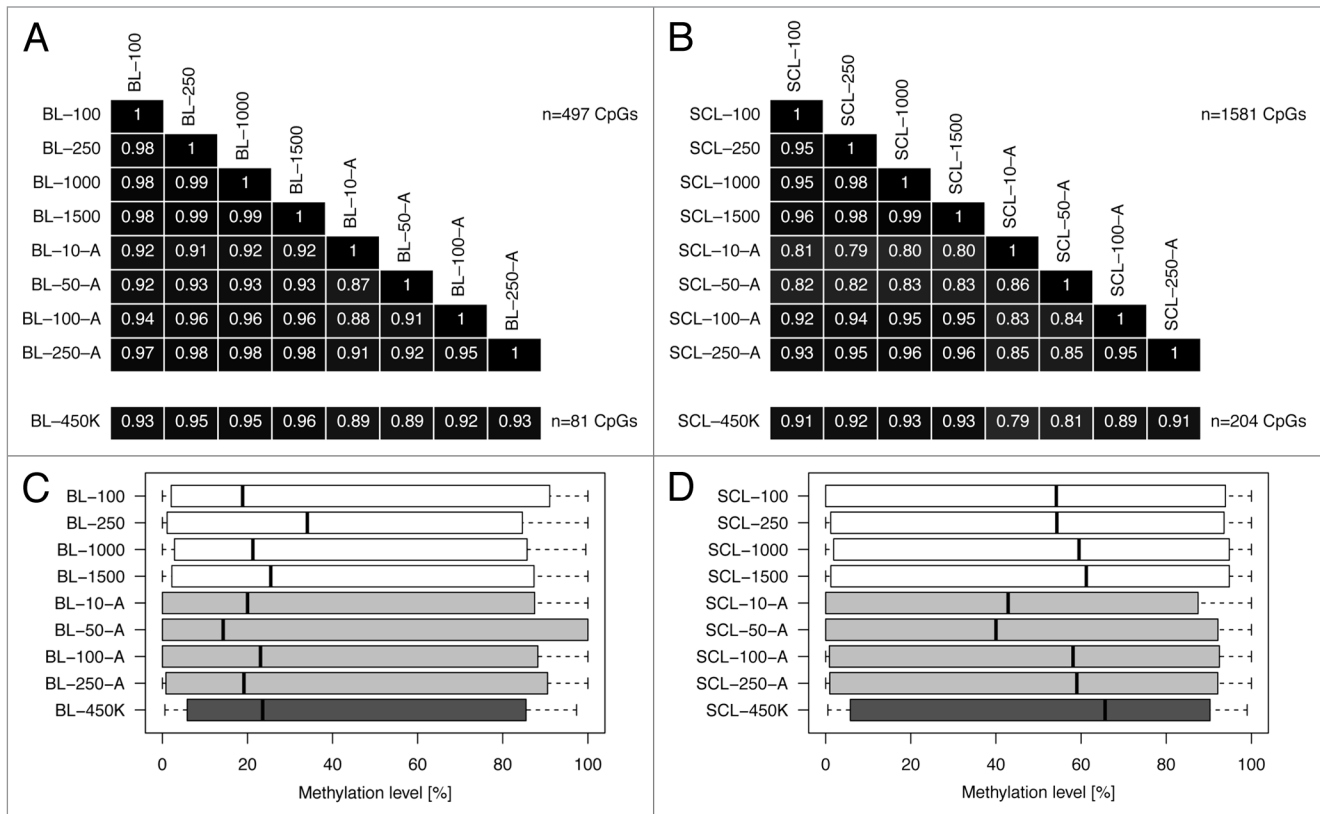 A
BL–100
BL–250
BL–1000
BL–1500
BL–10–A
BL–50–A
BL–100–A
BL–250–A
BL–100 1 n=497 CpGs
BL–250 0.98 1
BL–1000 0.98 0.99 1
BL–1500 0.98 0.99 0.99 1
BL–10–A 0.92 0.91 0.92 0.92 1
BL–50–A 0.92 0.93 0.93 0.93 0.87 1
BL–100–A 0.94 0.96 0.96 0.96 0.88 0.91 1
BL–250–A 0.97 0.98 0.98 0.98 0.91 0.92 0.95 1
BL–450K 0.93 0.95 0.95 0.96 0.89 0.89 0.92 0.93 n=81 CpGs
B
SCL–100
SCL–250
SCL–1000
SCL–1500
SCL–10–A
SCL–50–A
SCL–100–A
SCL–250–A
SCL–100 1 n=1581 CpGs
SCL–250 0.95 1
SCL–1000 0.95 0.98 1
SCL–1500 0.96 0.98 0.99 1
SCL–10–A 0.81 0.79 0.80 0.80 1
SCL–50–A 0.82 0.82 0.83 0.83 0.86 1
SCL–100–A 0.92 0.94 0.95 0.95 0.83 0.84 1
SCL–250–A 0.93 0.95 0.96 0.96 0.85 0.85 0.95 1
SCL–450K 0.91 0.92 0.93 0.93 0.79 0.81 0.89 0.91 n=204 CpGs
C
BL–100
BL–250
BL–1000
BL–1500
BL–10–A
BL–50–A
BL–100–A
BL–250–A
BL–450K
0 20 40 60 80 100
Methylation level [%]
D
SCL–100
SCL–250
SCL–1000
SCL–1500
SCL–10–A
SCL–50–A
SCL–100–A
SCL–250–A
SCL–450K
0 20 40 60 80 100
Methylation level [%]